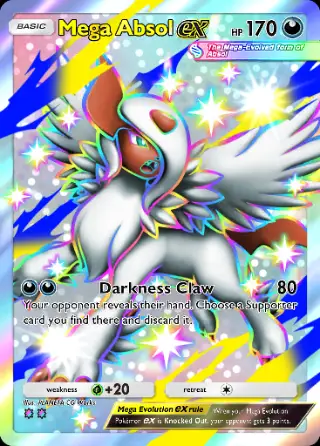 BASIC Mega Absol ex HP 170
The Mega-Evolved form of
Absol
Darkness Claw 80
Your opponent reveals their hand. Choose a Supporter
card you find there and discard it.
weakness +20 retreat
Illus. PLANETA CG Works
Mega Evolution ex rule When your Mega Evolution
Pokémon ex is Knocked Out, your opponent gets 3 points.